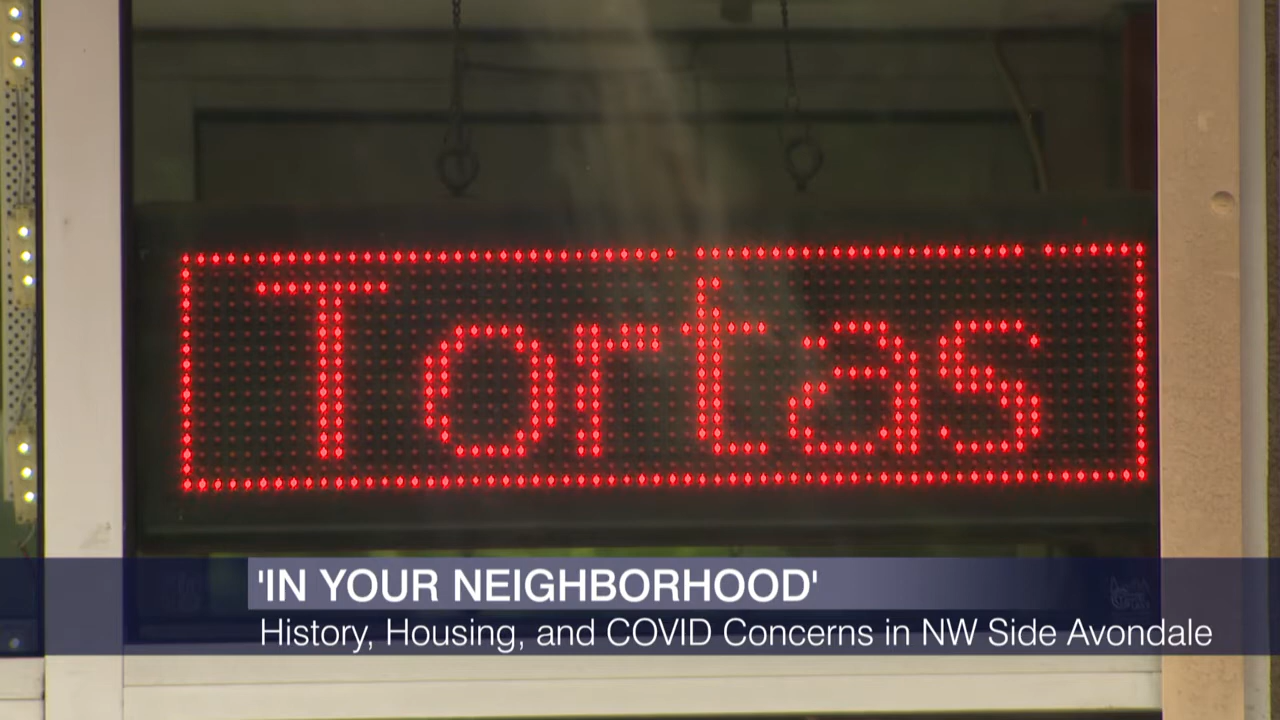 Tortas
'IN YOUR NEIGHBORHOOD'
History, Housing, and COVID Concerns in NW Side Avondale